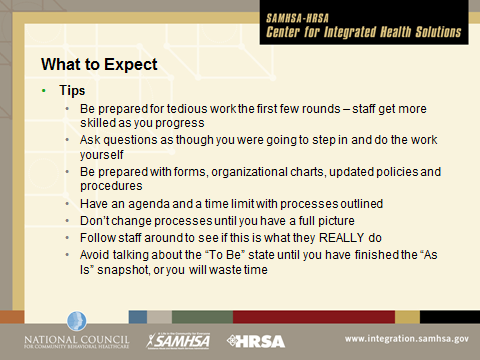 SAMHSA-HRSA
Center for Integrated Health Solutions
What to Expect
• Tips
• Be prepared for tedious work the first few rounds – staff get more
skilled as you progress
• Ask questions as though you were going to step in and do the work
yourself
• Be prepared with forms, organizational charts, updated policies and
procedures
• Have an agenda and a time limit with processes outlined
• Don’t change processes until you have a full picture
• Follow staff around to see if this is what they REALLY do
• Avoid talking about the “To Be” state until you have finished the “As
Is” snapshot, or you will waste time
NATIONAL COUNCIL
FOR COMMUNITY BEHAVIORAL HEALTHCARE
SAMHSA
HRSA
www.integration.samhsa.gov